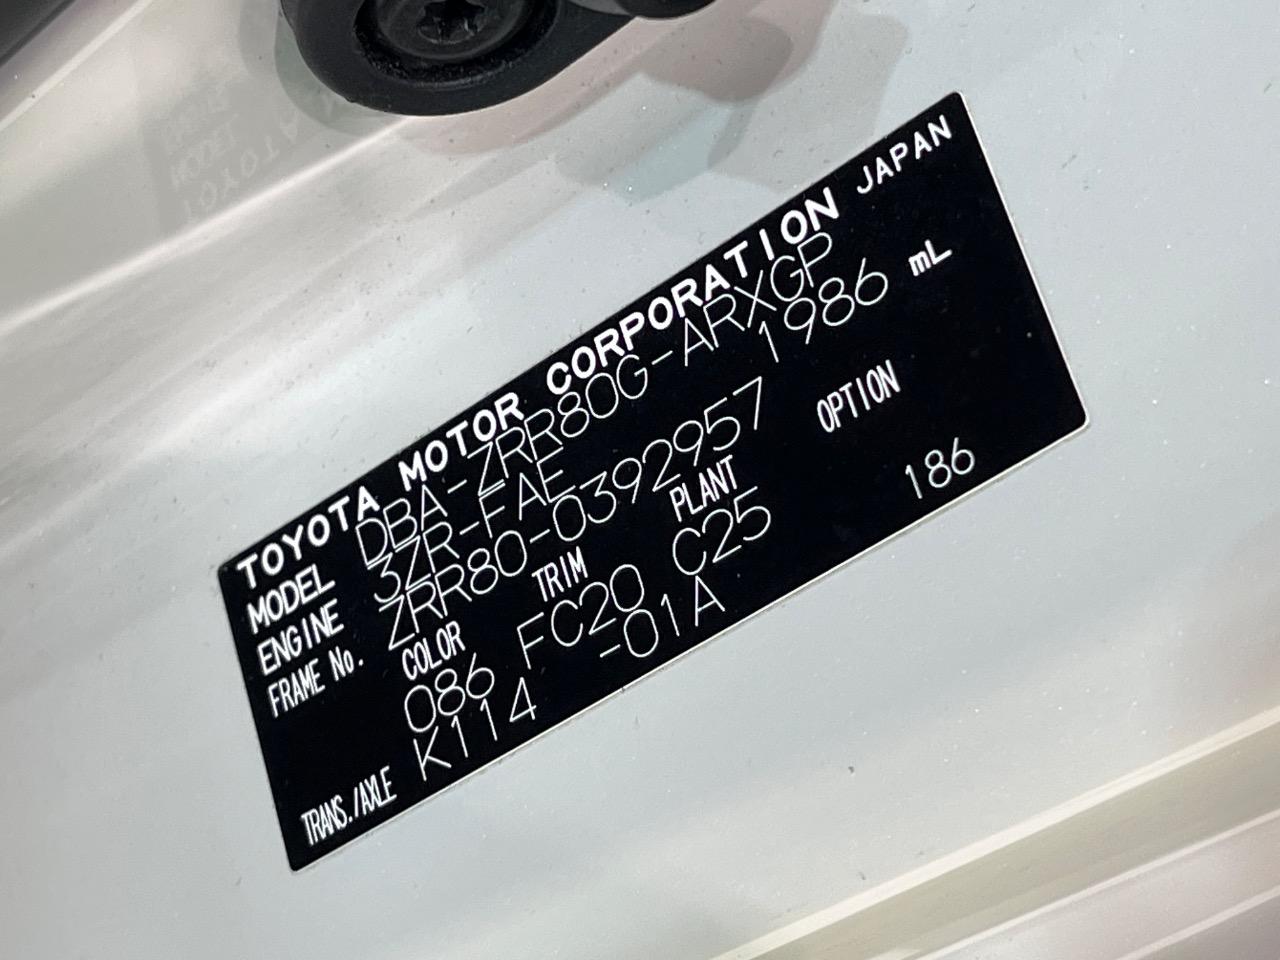 TOYOTA MOTOR CORPORATION JAPAN
MODEL DBA-ZRR80G-ARXGP
ENGINE 3ZR-FAE 1986 mL
FRAME No. ZRR80-0392957
COLOR TRIM PLANT OPTION
086 FC20 C25 186
TRANS./AXLE K114 -01A